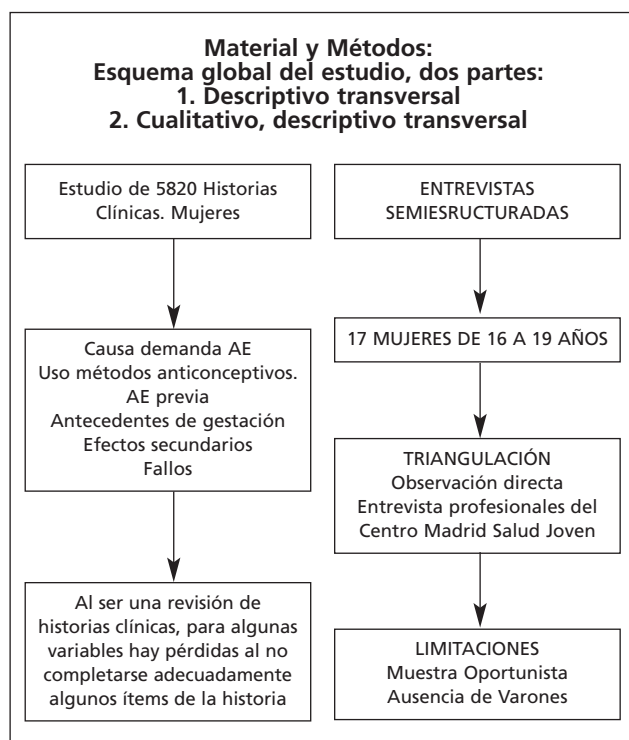 Material y Métodos:
Esquema global del estudio, dos partes:
1. Descriptivo transversal
2. Cualitativo, descriptivo transversal
Estudio de 5820 Historias
Clínicas. Mujeres
Causa demanda AE
Uso métodos anticonceptivos.
AE previa
Antecedentes de gestación
Efectos secundarios
Fallos
Al ser una revisión de
historias clínicas, para algunas
variables hay pérdidas al no
completarse adecuadamente
algunos ítems de la historia
ENTREVISTAS
SEMIESRUCTURADAS
17 MUJERES DE 16 A 19 AÑOS
TRIANGULACIÓN
Observación directa
Entrevista profesionales del
Centro Madrid Salud Joven
LIMITACIONES
Muestra Oportunista
Ausencia de Varones